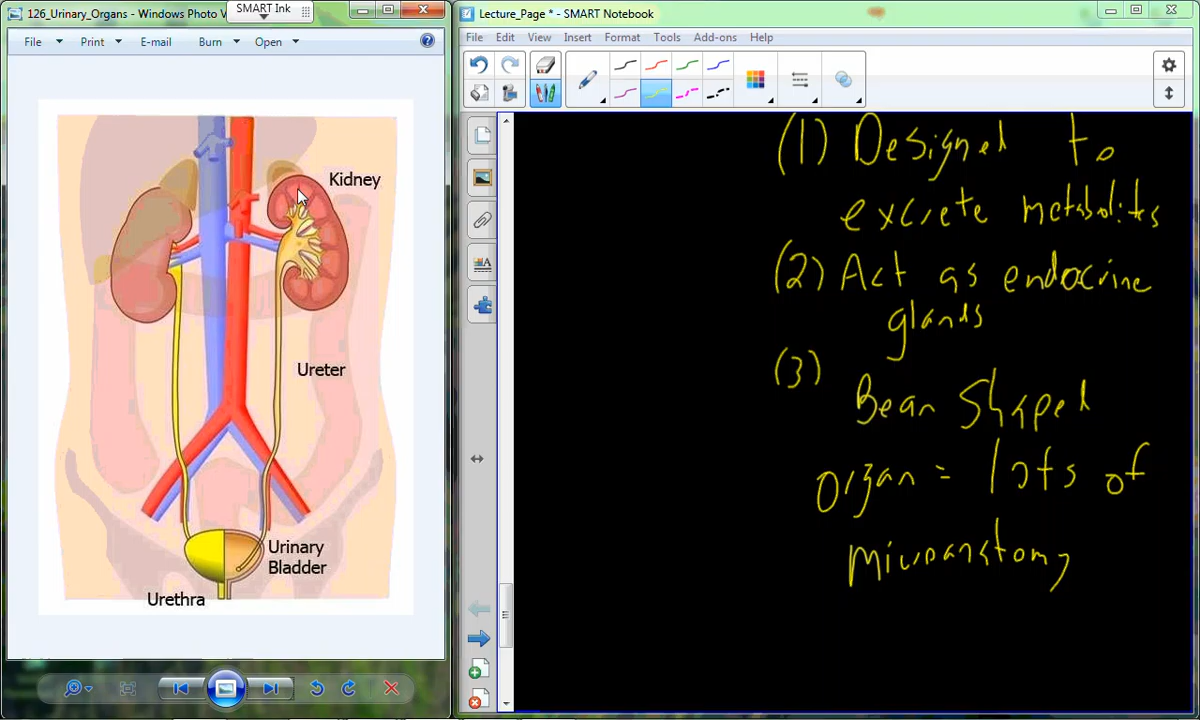 126_Urinary_Organs - Windows Photo V
SMART Ink
File Print E-mail Burn Open
Kidney
Ureter
Urinary
Bladder
Urethra
Lecture_Page * - SMART Notebook
File Edit View Insert Format Tools Add-ons Help
(1) Designed to
excrete metabolites
(2) Act as endocrine
glands
(3)
Bean Shaped
organ = lots of
microanatomy